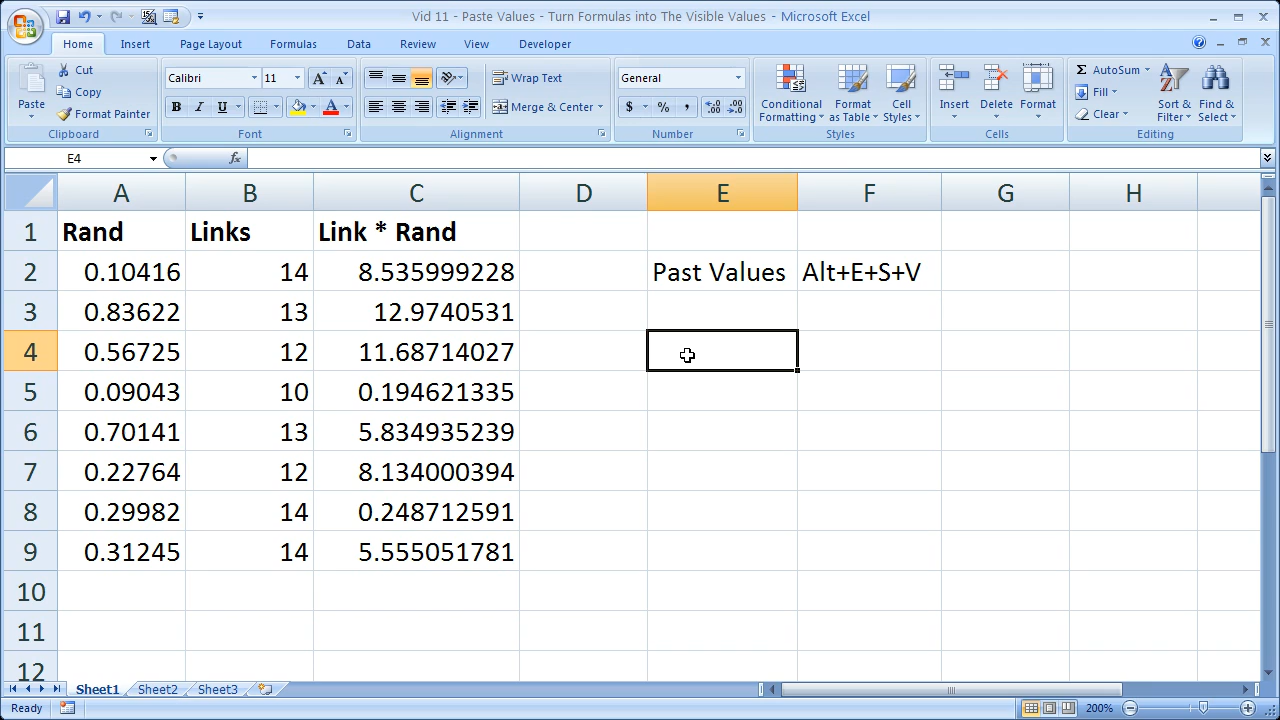 Vid 11 - Paste Values - Turn Formulas into The Visible Values - Microsoft Excel
Home Insert Page Layout Formulas Data Review View Developer
Paste Cut Copy Format Painter Clipboard
Calibri 11 A A B I U A Font
Wrap Text Merge & Center Alignment
General $ % , .0 .00 .00 .0 Number
Conditional Formatting Format as Table Cell Styles Styles
Insert Delete Format Cells
Σ AutoSum Fill Clear Sort & Filter Find & Select Editing
E4 fx
A B C D E F G H
1 Rand Links Link * Rand
2 0.10416 14 8.535999228 Past Values Alt+E+S+V
3 0.83622 13 12.9740531
4 0.56725 12 11.68714027
5 0.09043 10 0.194621335
6 0.70141 13 5.834935239
7 0.22764 12 8.134000394
8 0.29982 14 0.248712591
9 0.31245 14 5.555051781
10
11
12
Sheet1 Sheet2 Sheet3
Ready 200%